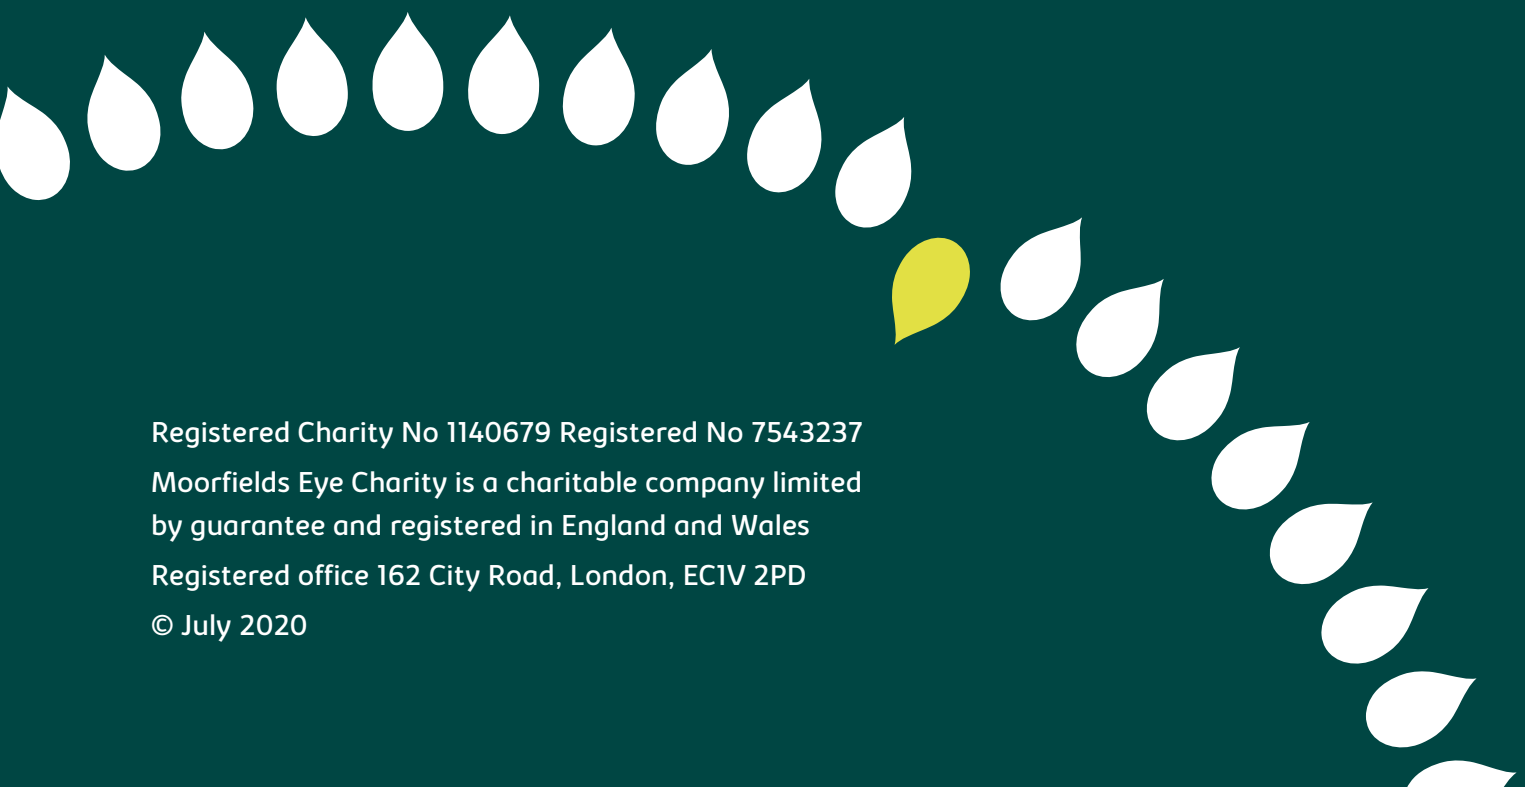 Registered Charity No 1140679 Registered No 7543237
Moorfields Eye Charity is a charitable company limited
by guarantee and registered in England and Wales
Registered office 162 City Road, London, EC1V 2PD
© July 2020